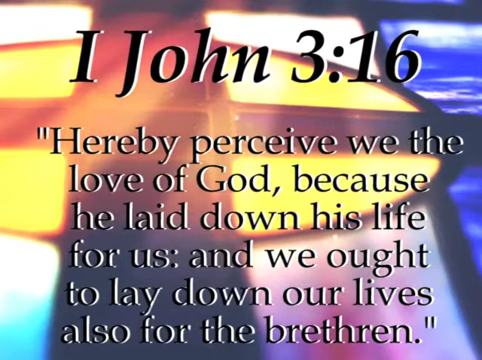 I John 3:16
"Hereby perceive we the
love of God, because
he laid down his life
for us: and we ought
to lay down our lives
also for the brethren."